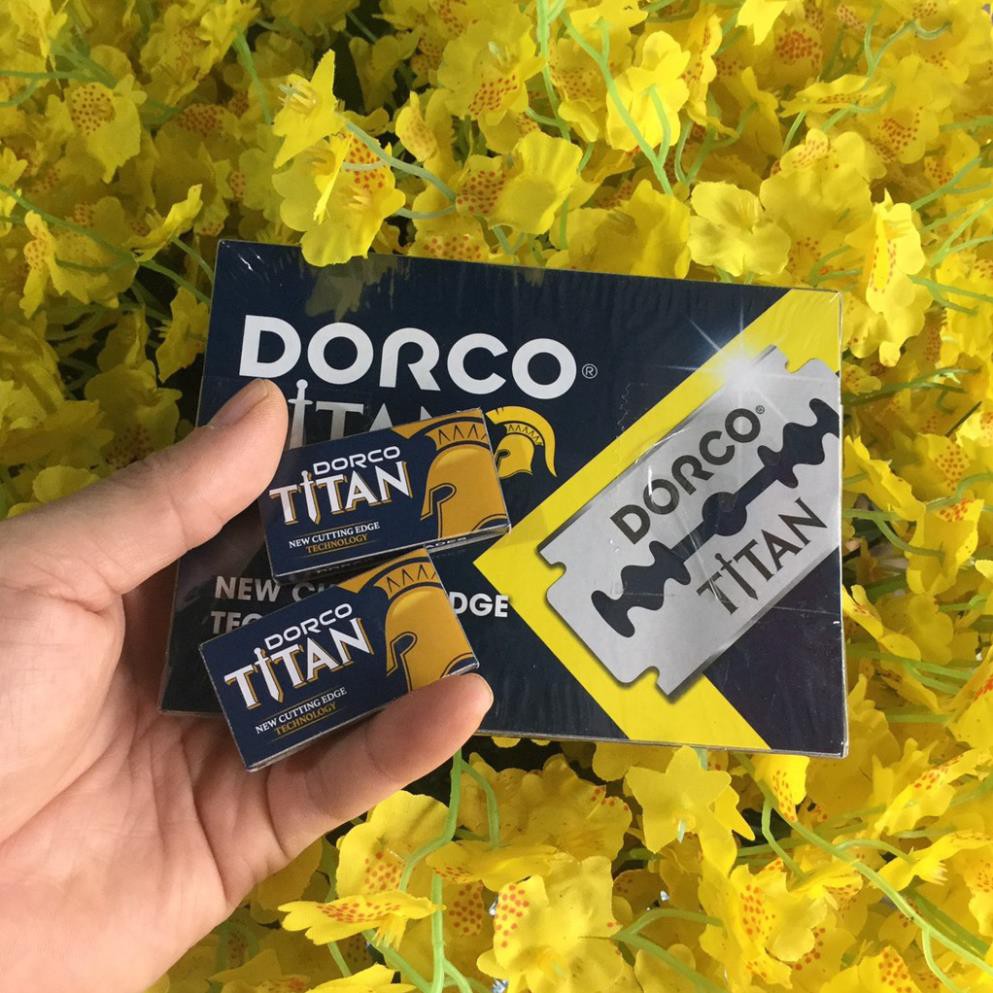 DORCO®
TITAN
NEW
EDGE
DORCO
TITAN
NEW CUTTING EDGE
TECHNOLOGY
DORCO
TITAN
NEW CUTTING EDGE
TECHNOLOGY
DORCO®
TITAN